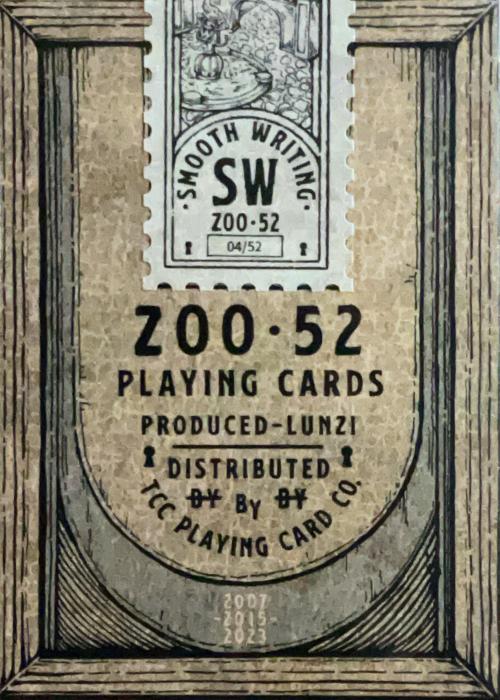 ·SMOOTH WRITING·
SW
ZOO·52
04/52
ZOO·52
PLAYING CARDS
PRODUCED-LUNZI
DISTRIBUTED
BY By BY
TCC PLAYING CARD CO.
2007
-2015-
2023